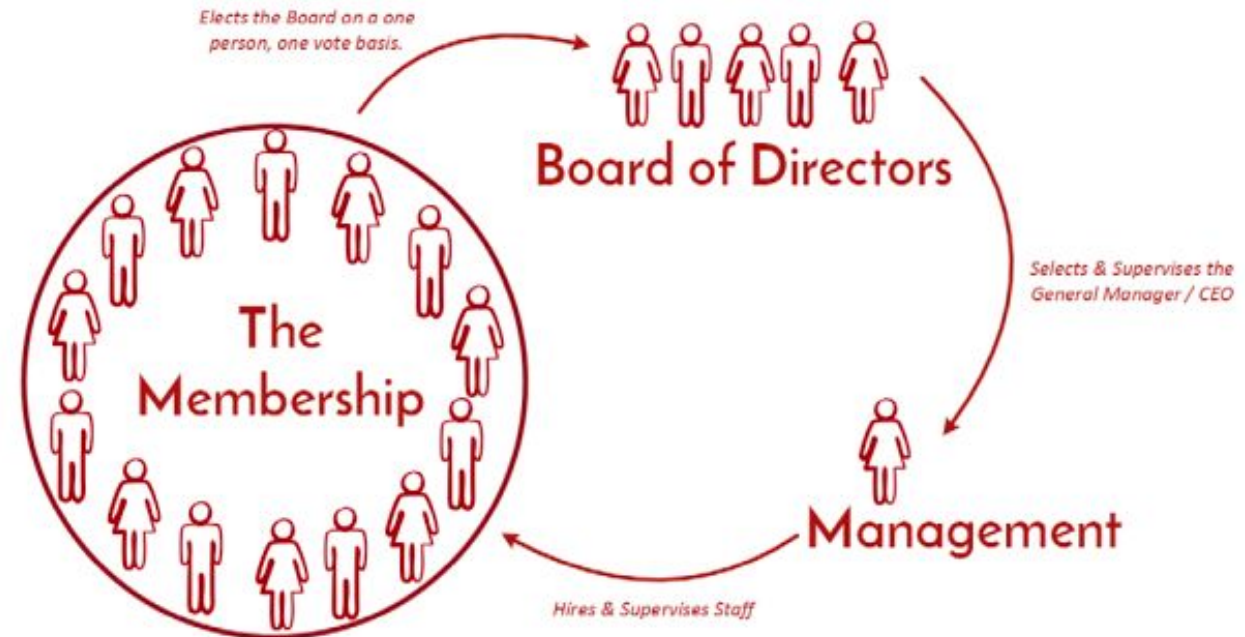 Elects the Board on a one
person, one vote basis.
Board of Directors
Selects & Supervises the
General Manager / CEO
The
Membership
Management
Hires & Supervises Staff